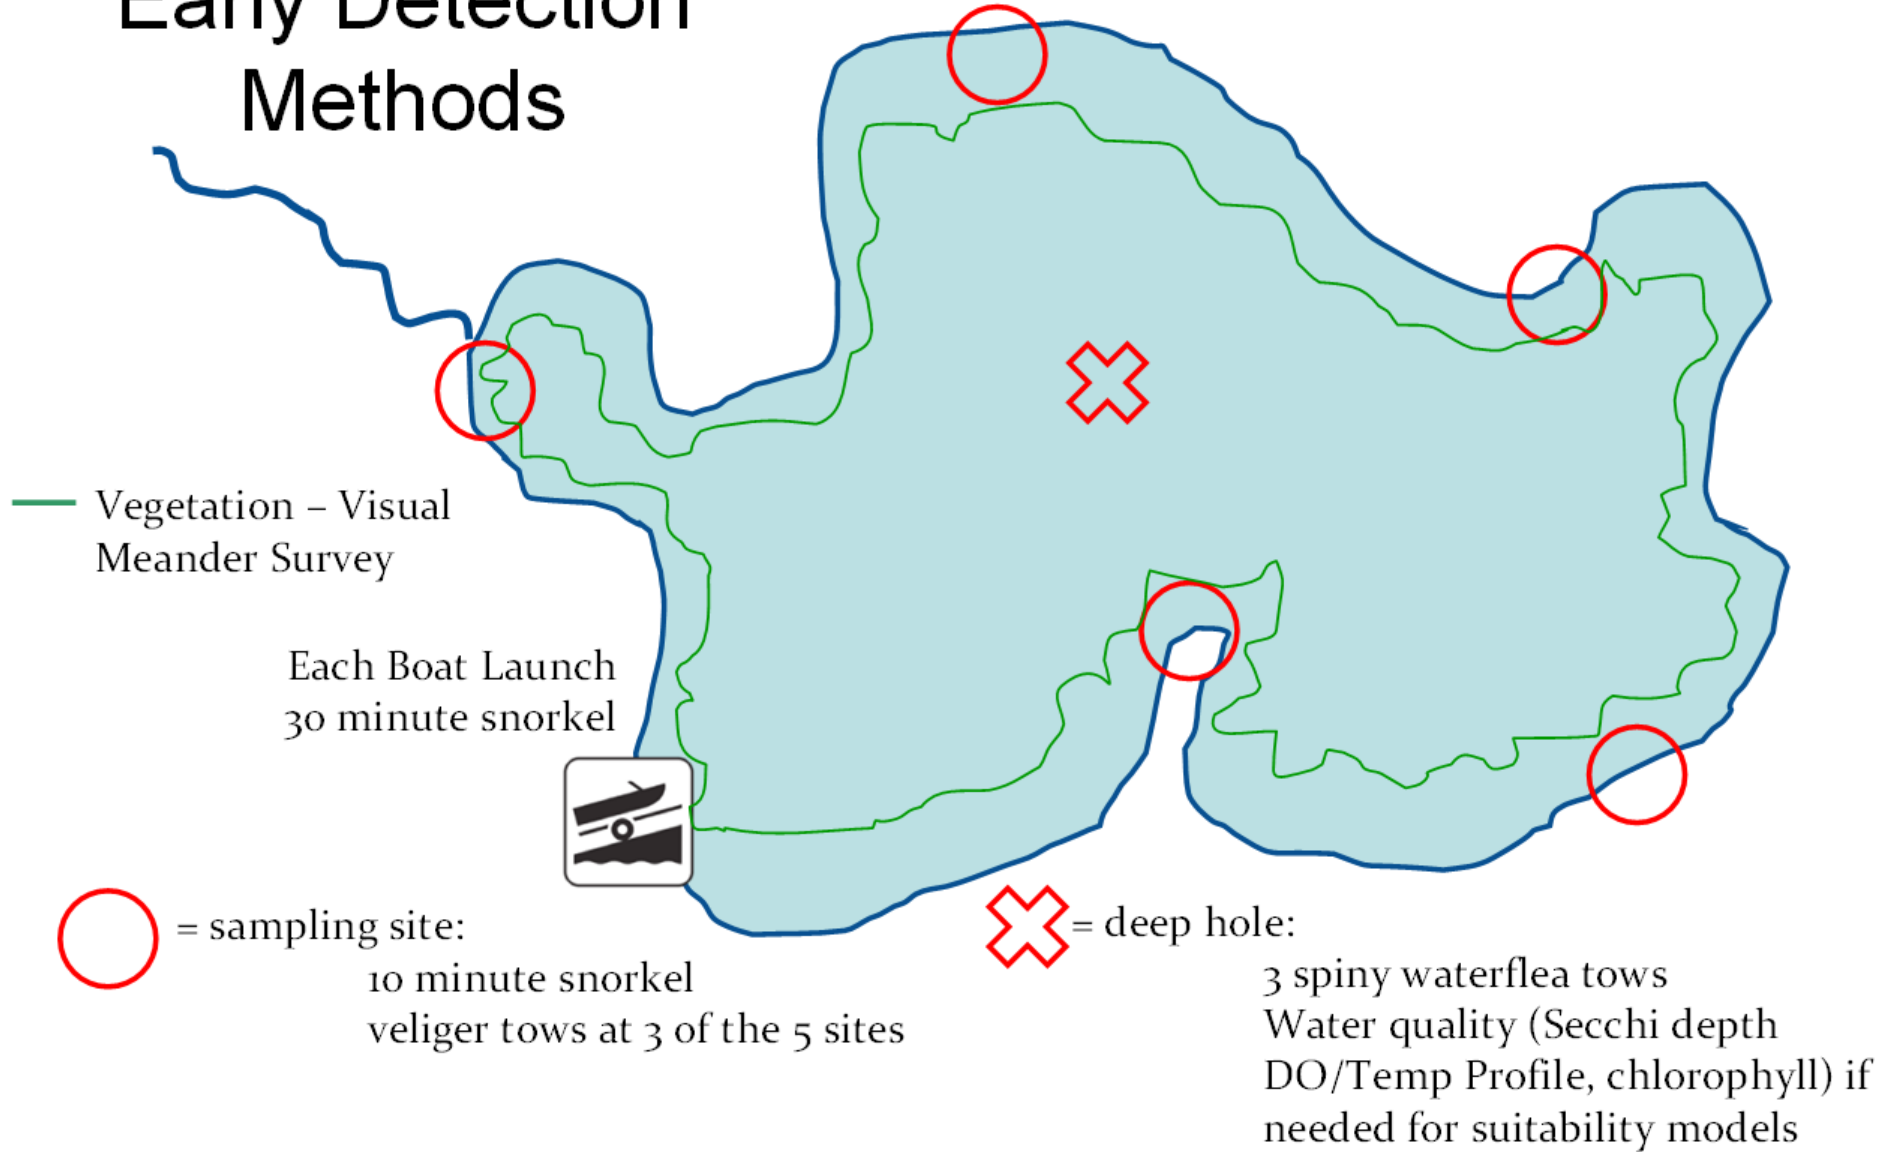 Early Detection
Methods
Vegetation – Visual
Meander Survey
Each Boat Launch
30 minute snorkel
= sampling site:
10 minute snorkel
veliger tows at 3 of the 5 sites
= deep hole:
3 spiny waterflea tows
Water quality (Secchi depth
DO/Temp Profile, chlorophyll) if
needed for suitability models